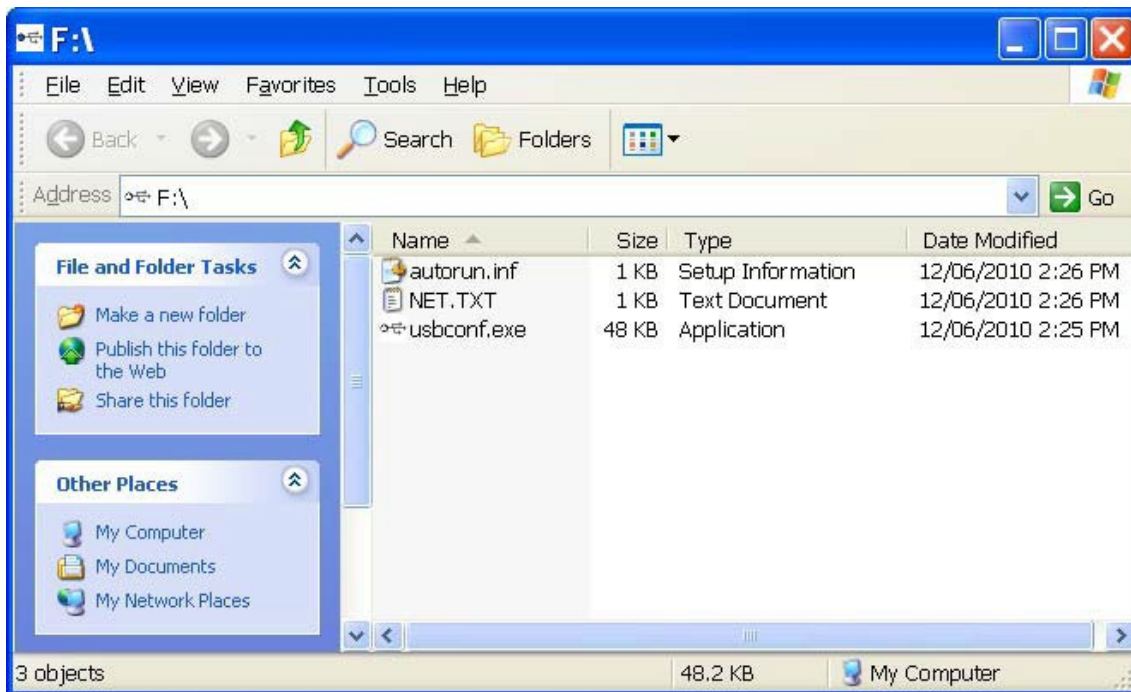 F:\
File Edit View Favorites Tools Help
Back Search Folders
Address F:\ Go
Name Size Type Date Modified
autorun.inf 1 KB Setup Information 12/06/2010 2:26 PM
NET.TXT 1 KB Text Document 12/06/2010 2:26 PM
usbconf.exe 48 KB Application 12/06/2010 2:25 PM
File and Folder Tasks
Make a new folder
Publish this folder to
the Web
Share this folder
Other Places
My Computer
My Documents
My Network Places
3 objects 48.2 KB My Computer